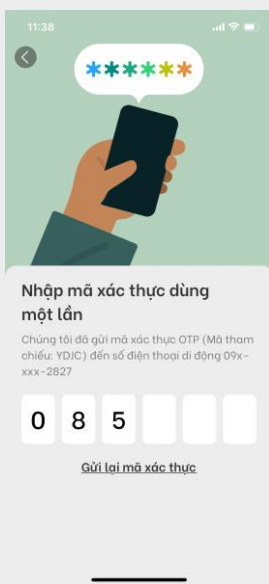 11:38
******
Nhập mã xác thực dùng
một lần
Chúng tôi đã gửi mã xác thực OTP (Mã tham
chiếu: YDJC) đến số điện thoại di động 09x-
xxx-2827
0 8 5
Gửi lại mã xác thực